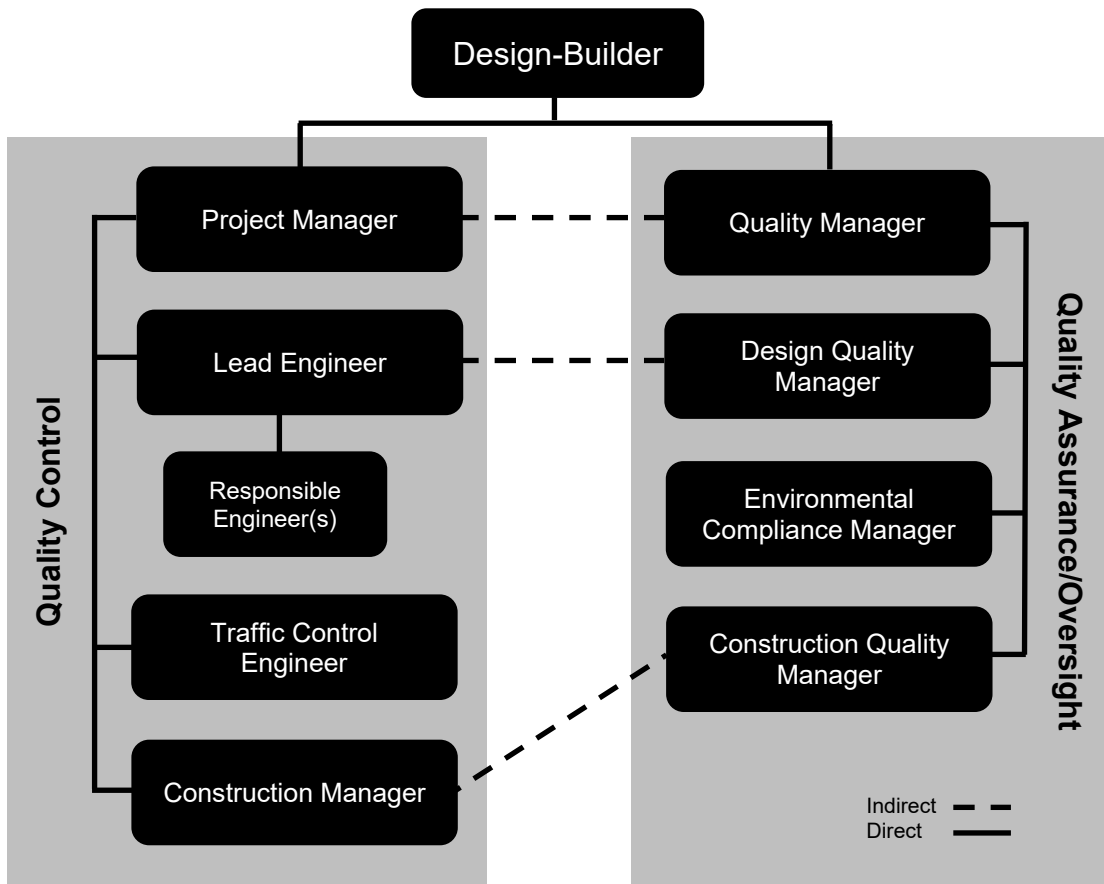 Design-Builder
Quality Control
Project Manager
Lead Engineer
Responsible
Engineer(s)
Traffic Control
Engineer
Construction Manager
Quality Manager
Design Quality
Manager
Environmental
Compliance Manager
Construction Quality
Manager
Quality Assurance/Oversight
Indirect
Direct